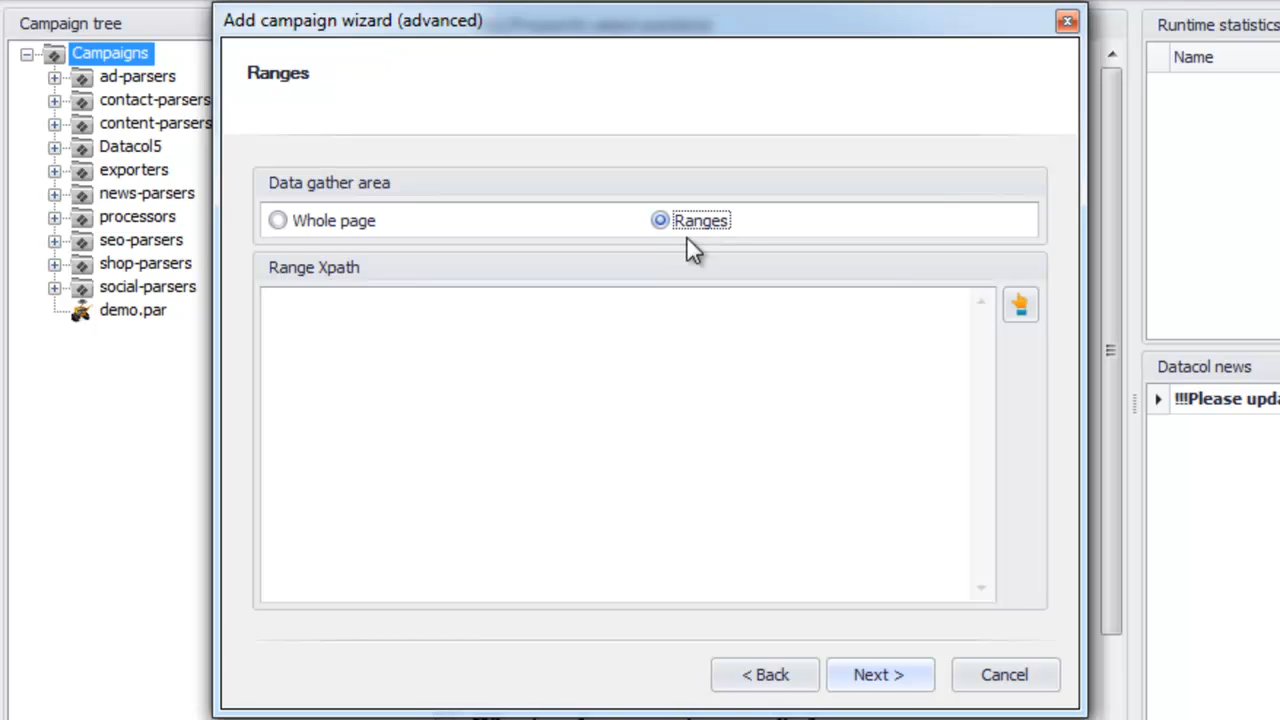 Campaign tree
Campaigns
ad-parsers
contact-parsers
content-parsers
Datacol5
exporters
news-parsers
processors
seo-parsers
shop-parsers
social-parsers
demo.par
Add campaign wizard (advanced)
Ranges
Data gather area
Whole page
Ranges
Range Xpath
< Back
Next >
Cancel
Runtime statistics
Name
Datacol news
!!!Please upda